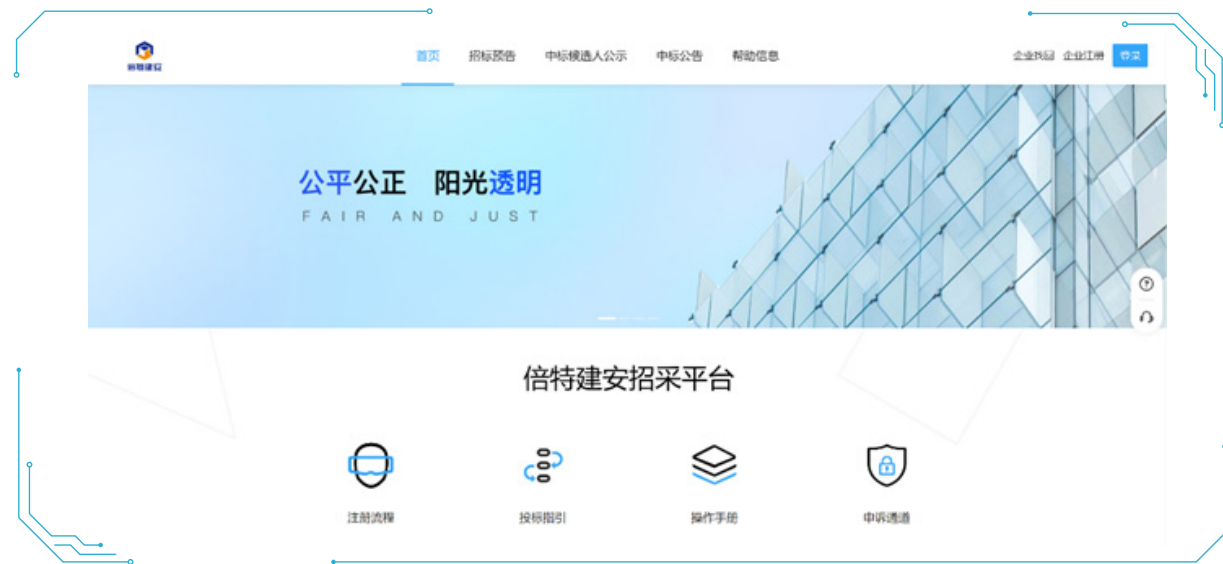 倍特建安
首页 招标预告 中标候选人公示 中标公告 帮助信息
企业找回 企业注册 登录
公平公正 阳光透明
FAIR AND JUST
倍特建安招采平台
注册流程 投标指引 操作手册 申诉通道